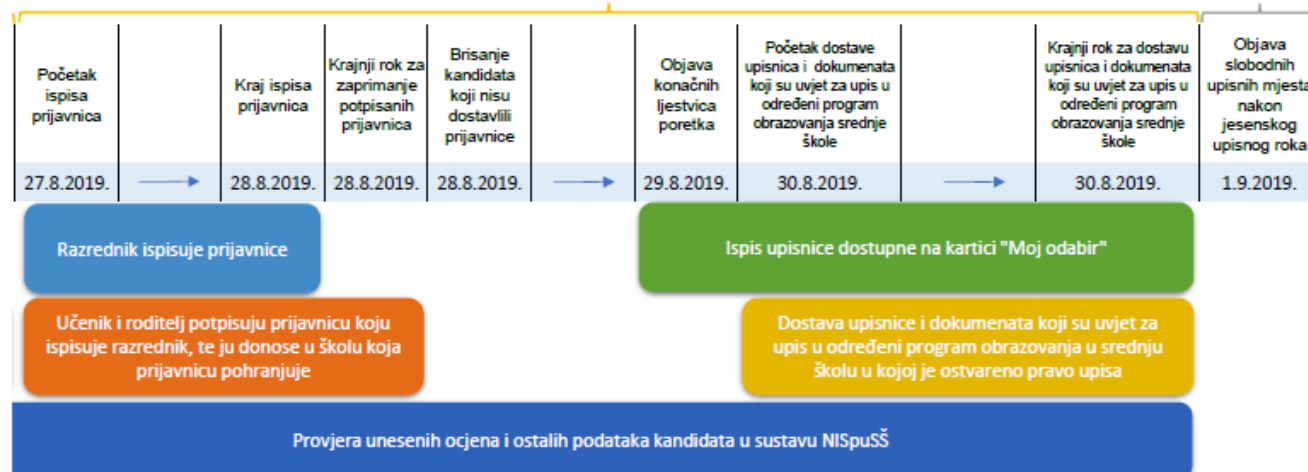 Početak
ispisa
prijavnica
Kraj ispisa
prijavnica
Krajnji rok za
zaprimanje
potpisanih
prijavnica
Brisanje
kandidata
koji nisu
dostavlili
prijavnice
Objava
konačnih
ljestvica
poretka
Početak dostave
upisnica i dokumenata
koji su uvjet za upis u
određeni program
obrazovanja srednje
škole
Krajnji rok za dostavu
upisnica i dokumenata
koji su uvjet za upis u
određeni program
obrazovanja srednje
škole
Objava
slobodnih
upisnih mjesta
nakon
jesenskog
upisnog roka
27.8.2019.
28.8.2019.
28.8.2019.
28.8.2019.
29.8.2019.
30.8.2019.
30.8.2019.
1.9.2019.
Razrednik ispisuje prijavnice
Ispis upisnice dostupne na kartici "Moj odabir"
Učenik i roditelj potpisuju prijavnicu koju
ispisuje razrednik, te ju donose u školu koja
prijavnicu pohranjuje
Dostava upisnice i dokumenata koji su uvjet za
upis u određeni program obrazovanja u srednju
školu u kojoj je ostvareno pravo upisa
Provjera unesenih ocjena i ostalih podataka kandidata u sustavu NISpuSŠ